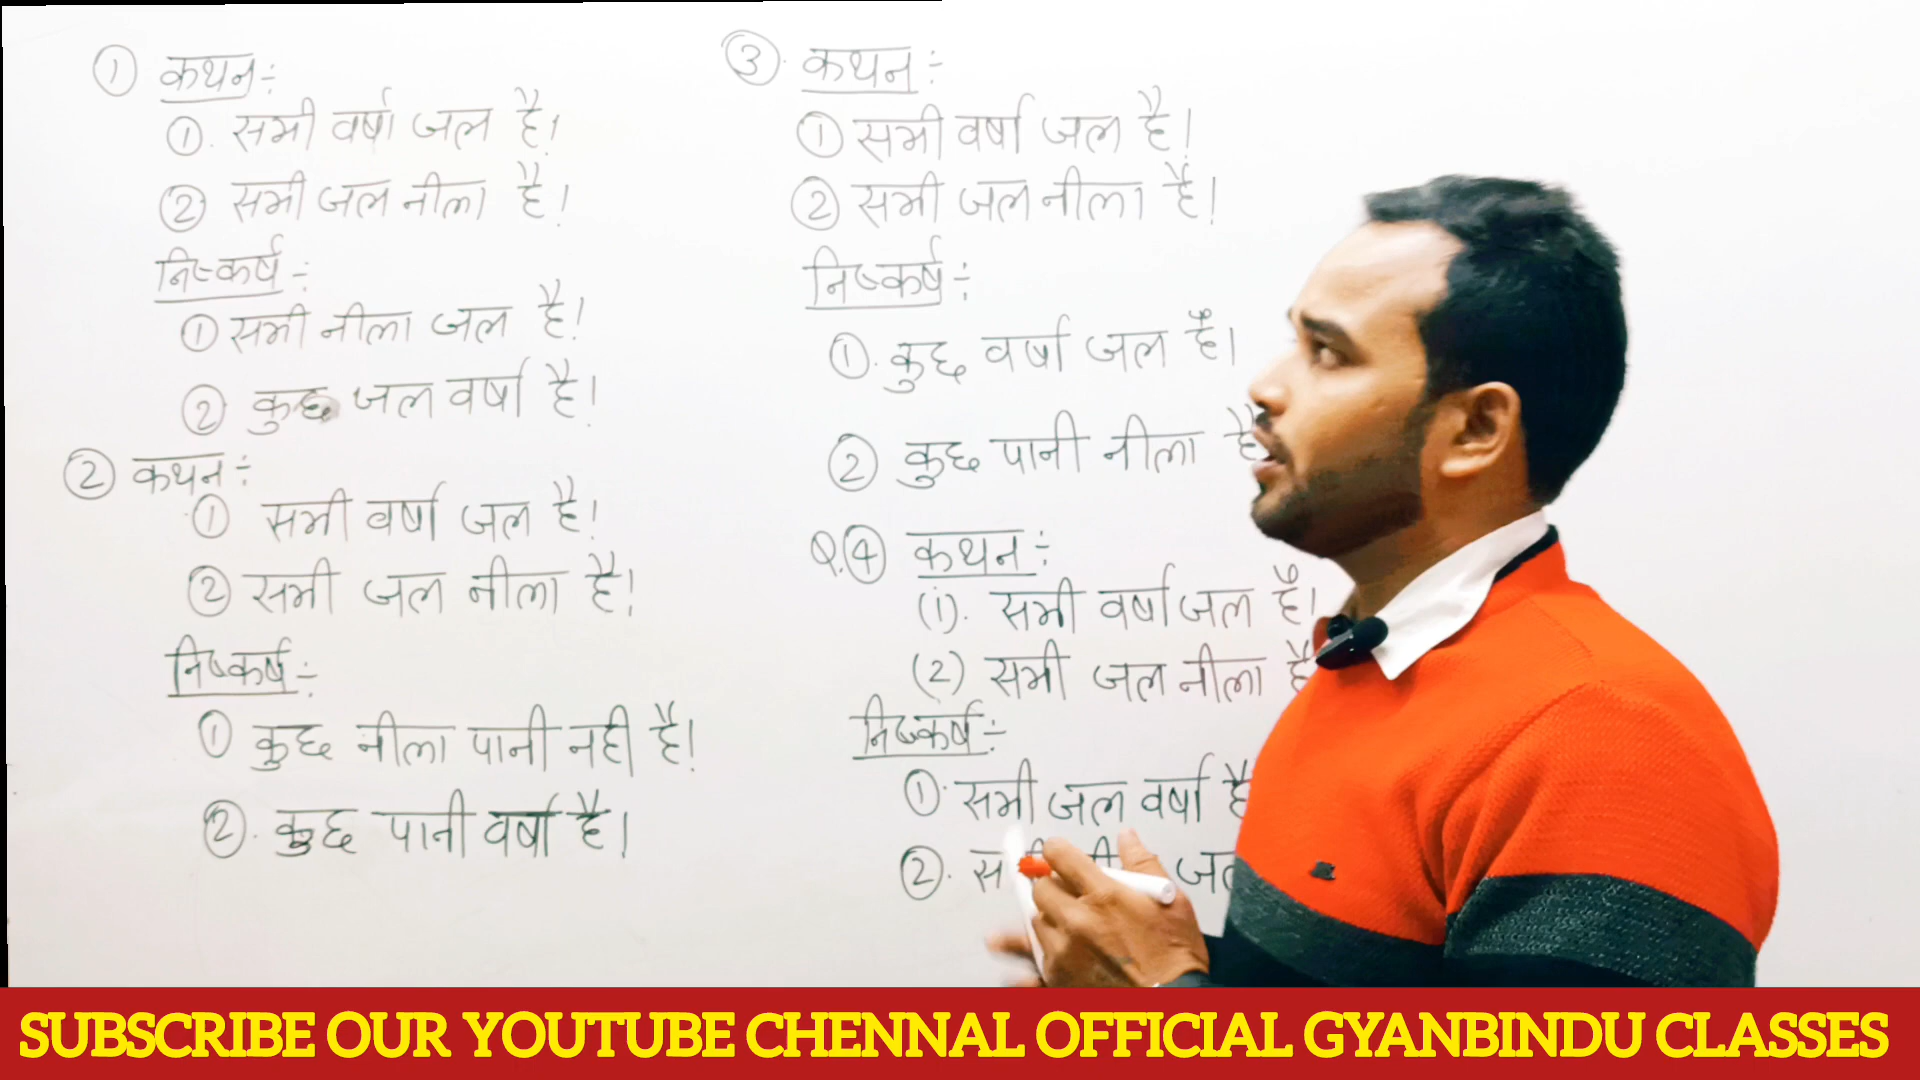 ① कथन÷
①. सभी वर्षा जल है।
② सभी जल नीला है।
निष्कर्ष-:
① सभी नीला जल है।
② कुछ जल वर्षा है।
② कथन÷
① सभी वर्षा जल है।
② सभी जल नीला है।
निष्कर्ष÷
① कुछ नीला पानी नही है।
②. कुछ पानी वर्षा है।
③. कथन÷
① सभी वर्षा जल है।
② सभी जल नीला है।
निष्कर्ष÷
①. कुछ वर्षा जल है।
② कुछ पानी नीला है
Q.④ कथन÷
(1). सभी वर्षा जल है।
(2) सभी जल नीला है
निष्कर्ष÷
①. सभी जल वर्षा है
②. जल
SUBSCRIBE OUR YOUTUBE CHENNAL OFFICIAL GYANBINDU CLASSES